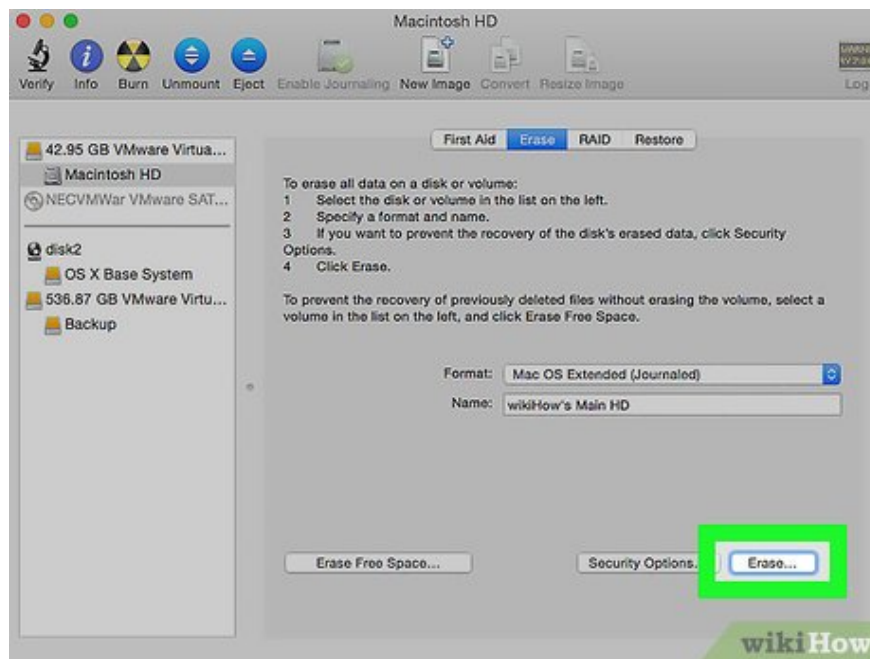 Macintosh HD
Verify Info Burn Unmount Eject Enable Journaling New Image Convert Resize Image Log
First Aid Erase RAID Restore
42.95 GB VMware Virtua...
Macintosh HD
NECVMWar VMware SAT...
disk2
OS X Base System
536.87 GB VMware Virtu...
Backup
To erase all data on a disk or volume:
1 Select the disk or volume in the list on the left.
2 Specify a format and name.
3 If you want to prevent the recovery of the disk's erased data, click Security
Options.
4 Click Erase.
To prevent the recovery of previously deleted files without erasing the volume, select a
volume in the list on the left, and click Erase Free Space.
Format: Mac OS Extended (Journaled)
Name: wikiHow's Main HD
Erase Free Space... Security Options. Erase...
wikiHow